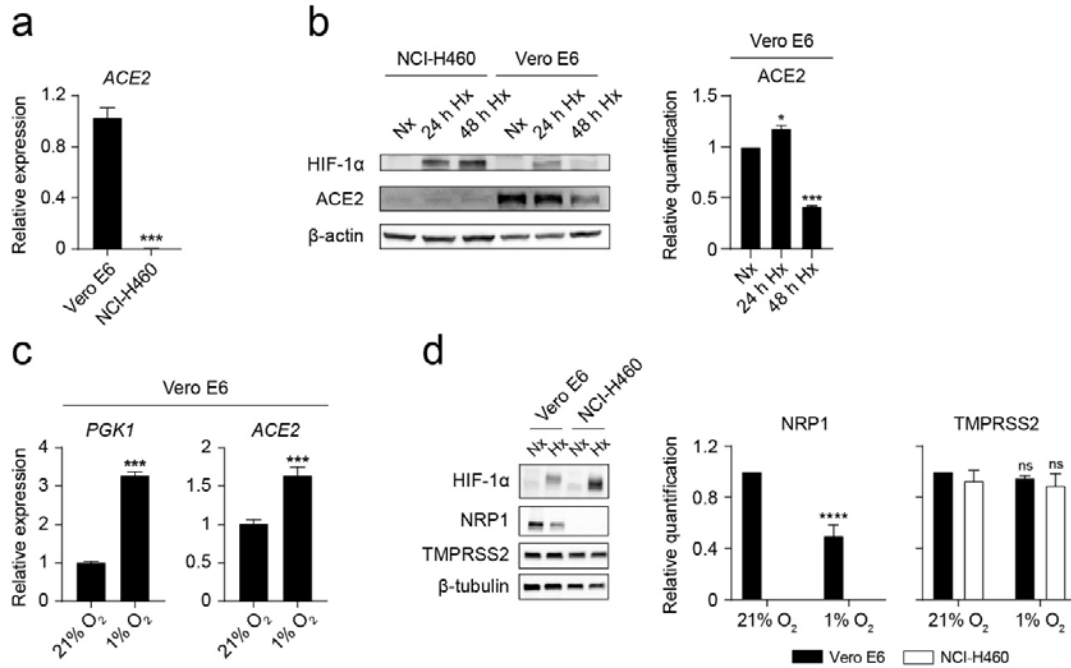 a
ACE2
Relative expression
1.2
0.8
0.4
0
***
Vero E6
NCI-H460
b
NCI-H460
Vero E6
Nx
24 h Hx
48 h Hx
Nx
24 h Hx
48 h Hx
HIF-1α
ACE2
β-actin
Vero E6
ACE2
Relative quantification
1.5
1
0.5
0
*
***
Nx
24 h Hx
48 h Hx
c
Vero E6
PGK1
Relative expression
4
3
2
1
0
***
21% O₂
1% O₂
ACE2
2
1.5
1
0.5
0
***
21% O₂
1% O₂
d
Vero E6
NCI-H460
Nx
Hx
Nx
Hx
HIF-1α
NRP1
TMPRSS2
β-tubulin
NRP1
Relative quantification
1.2
0.8
0.4
0
****
21% O₂
1% O₂
TMPRSS2
ns
ns
21% O₂
1% O₂
Vero E6
NCI-H460